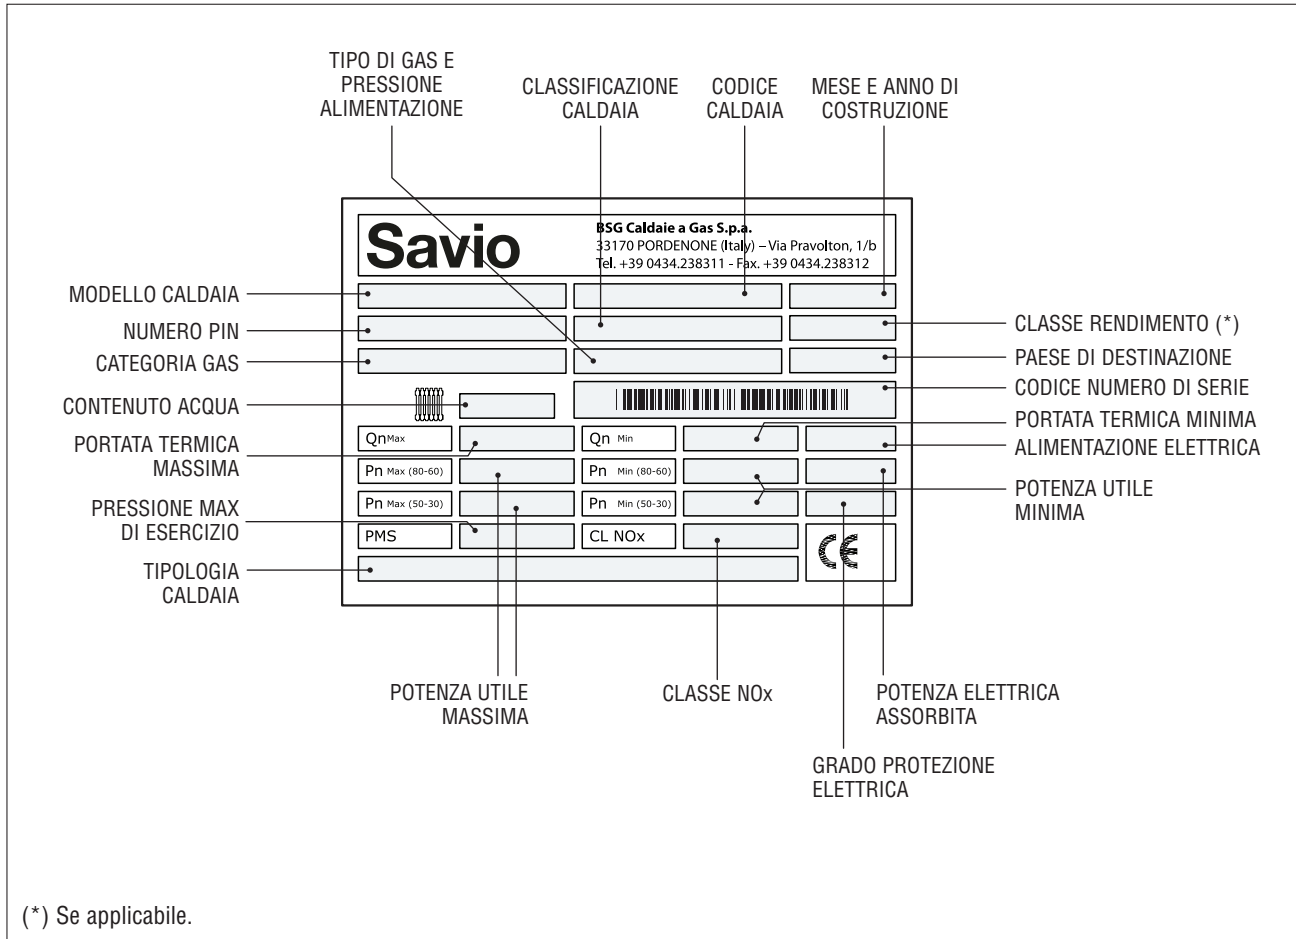 TIPO DI GAS E
PRESSIONE
ALIMENTAZIONE
CLASSIFICAZIONE
CALDAIA
CODICE
CALDAIA
MESE E ANNO DI
COSTRUZIONE
Savio
BSG Caldaie a Gas S.p.a.
33170 PORDENONE (Italy) – Via Pravolton, 1/b
Tel. +39 0434.238311 - Fax. +39 0434.238312
MODELLO CALDAIA
NUMERO PIN
CATEGORIA GAS
CONTENUTO ACQUA
PORTATA TERMICA
MASSIMA
PRESSIONE MAX
DI ESERCIZIO
TIPOLOGIA
CALDAIA
Qn Max
Qn Min
Pn Max (80-60)
Pn Min (80-60)
Pn Max (50-30)
Pn Min (50-30)
PMS
CL NOx
CE
CLASSE RENDIMENTO (*)
PAESE DI DESTINAZIONE
CODICE NUMERO DI SERIE
PORTATA TERMICA MINIMA
ALIMENTAZIONE ELETTRICA
POTENZA UTILE
MINIMA
POTENZA UTILE
MASSIMA
CLASSE NOx
POTENZA ELETTRICA
ASSORBITA
GRADO PROTEZIONE
ELETTRICA
(*) Se applicabile.